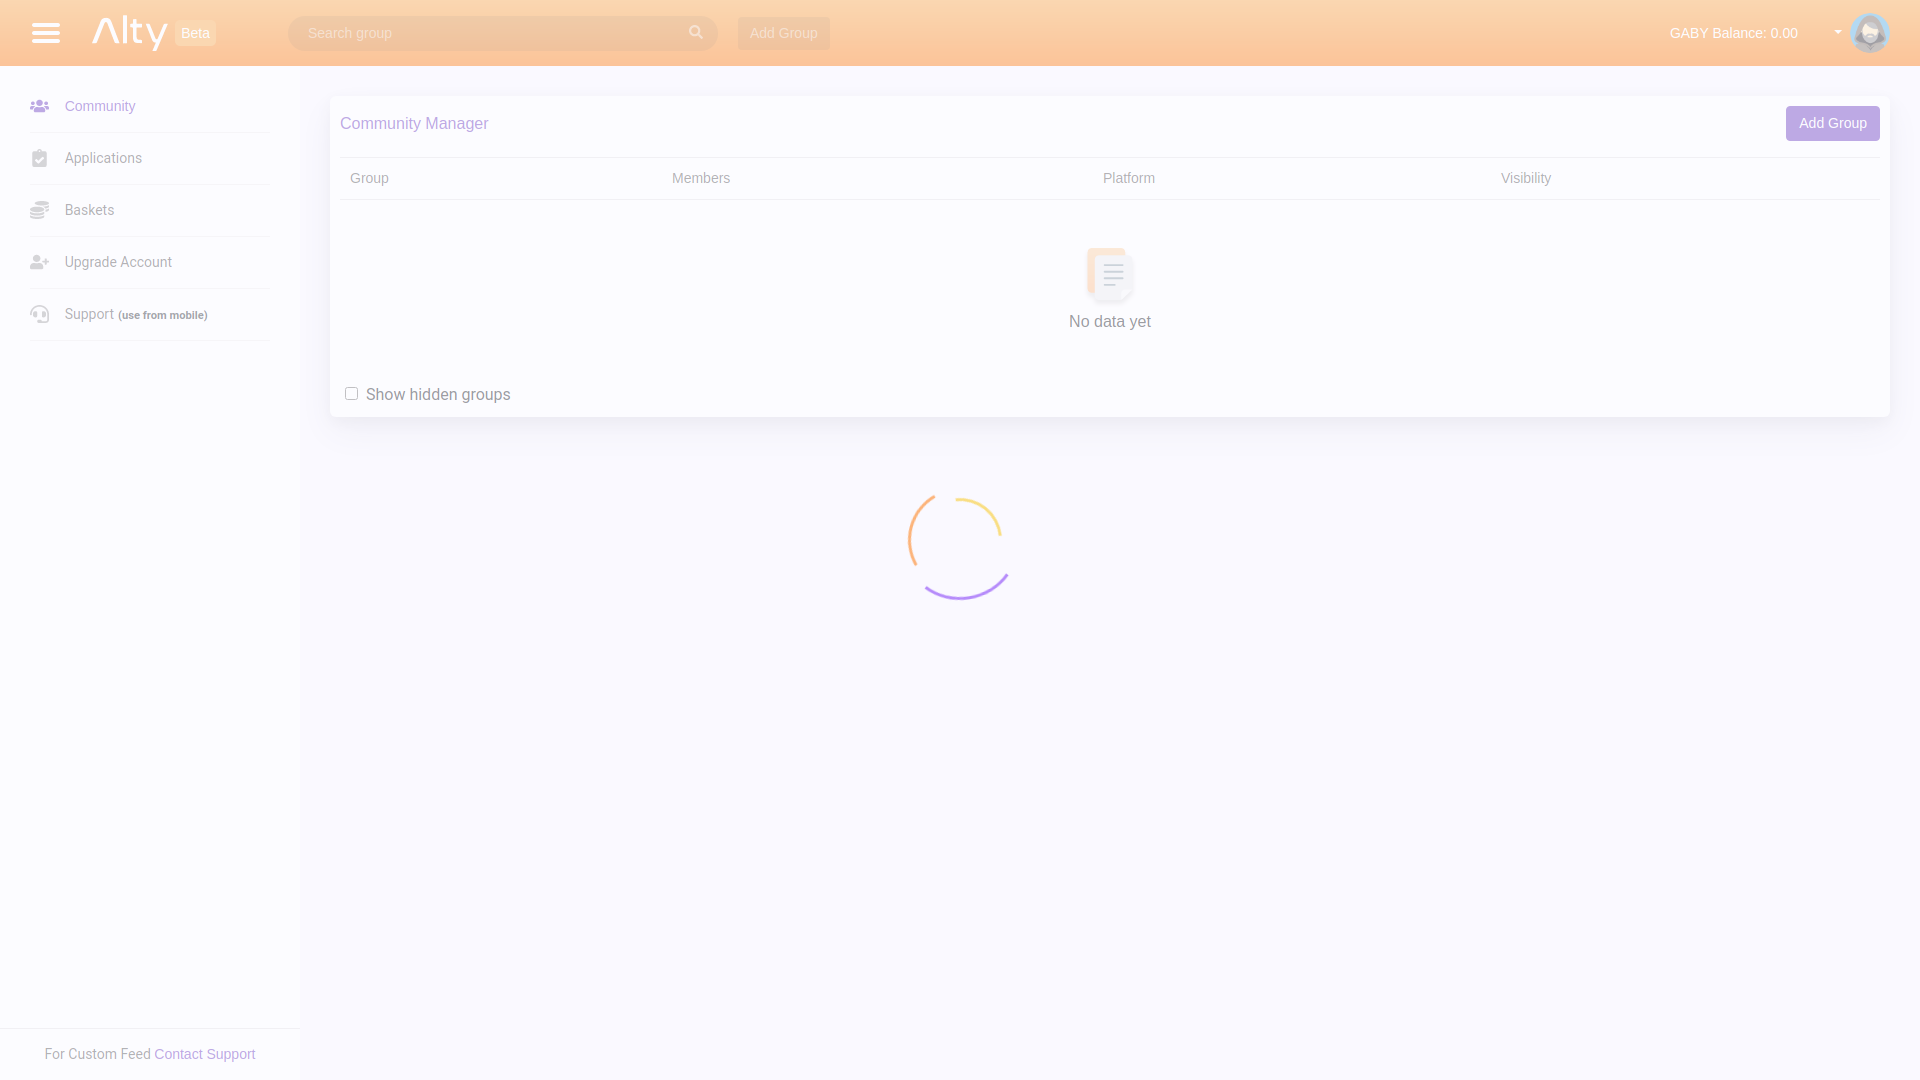 Alty Beta
Search group
Add Group
GABY Balance: 0.00
Community
Applications
Baskets
Upgrade Account
Support (use from mobile)
Community Manager
Add Group
Group Members Platform Visibility
No data yet
Show hidden groups
For Custom Feed Contact Support